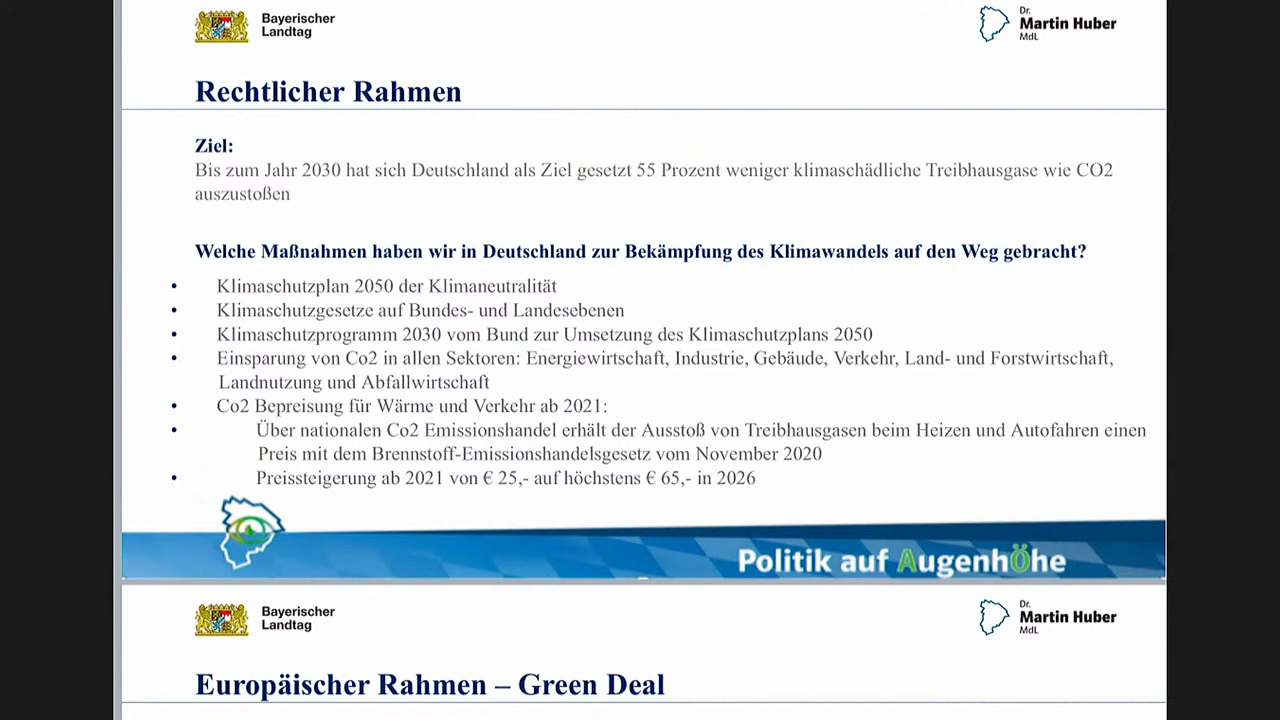 Bayerischer
Landtag
Dr.
Martin Huber
MdL
Rechtlicher Rahmen
Ziel:
Bis zum Jahr 2030 hat sich Deutschland als Ziel gesetzt 55 Prozent weniger klimaschädliche Treibhausgase wie CO2
auszustoßen
Welche Maßnahmen haben wir in Deutschland zur Bekämpfung des Klimawandels auf den Weg gebracht?
• Klimaschutzplan 2050 der Klimaneutralität
• Klimaschutzgesetze auf Bundes- und Landesebenen
• Klimaschutzprogramm 2030 vom Bund zur Umsetzung des Klimaschutzplans 2050
• Einsparung von Co2 in allen Sektoren: Energiewirtschaft, Industrie, Gebäude, Verkehr, Land- und Forstwirtschaft,
Landnutzung und Abfallwirtschaft
• Co2 Bepreisung für Wärme und Verkehr ab 2021:
• Über nationalen Co2 Emissionshandel erhält der Ausstoß von Treibhausgasen beim Heizen und Autofahren einen
Preis mit dem Brennstoff-Emissionshandelsgesetz vom November 2020
• Preissteigerung ab 2021 von € 25,- auf höchstens € 65,- in 2026
Politik auf AugenhÖhe
Bayerischer
Landtag
Dr.
Martin Huber
MdL
Europäischer Rahmen – Green Deal